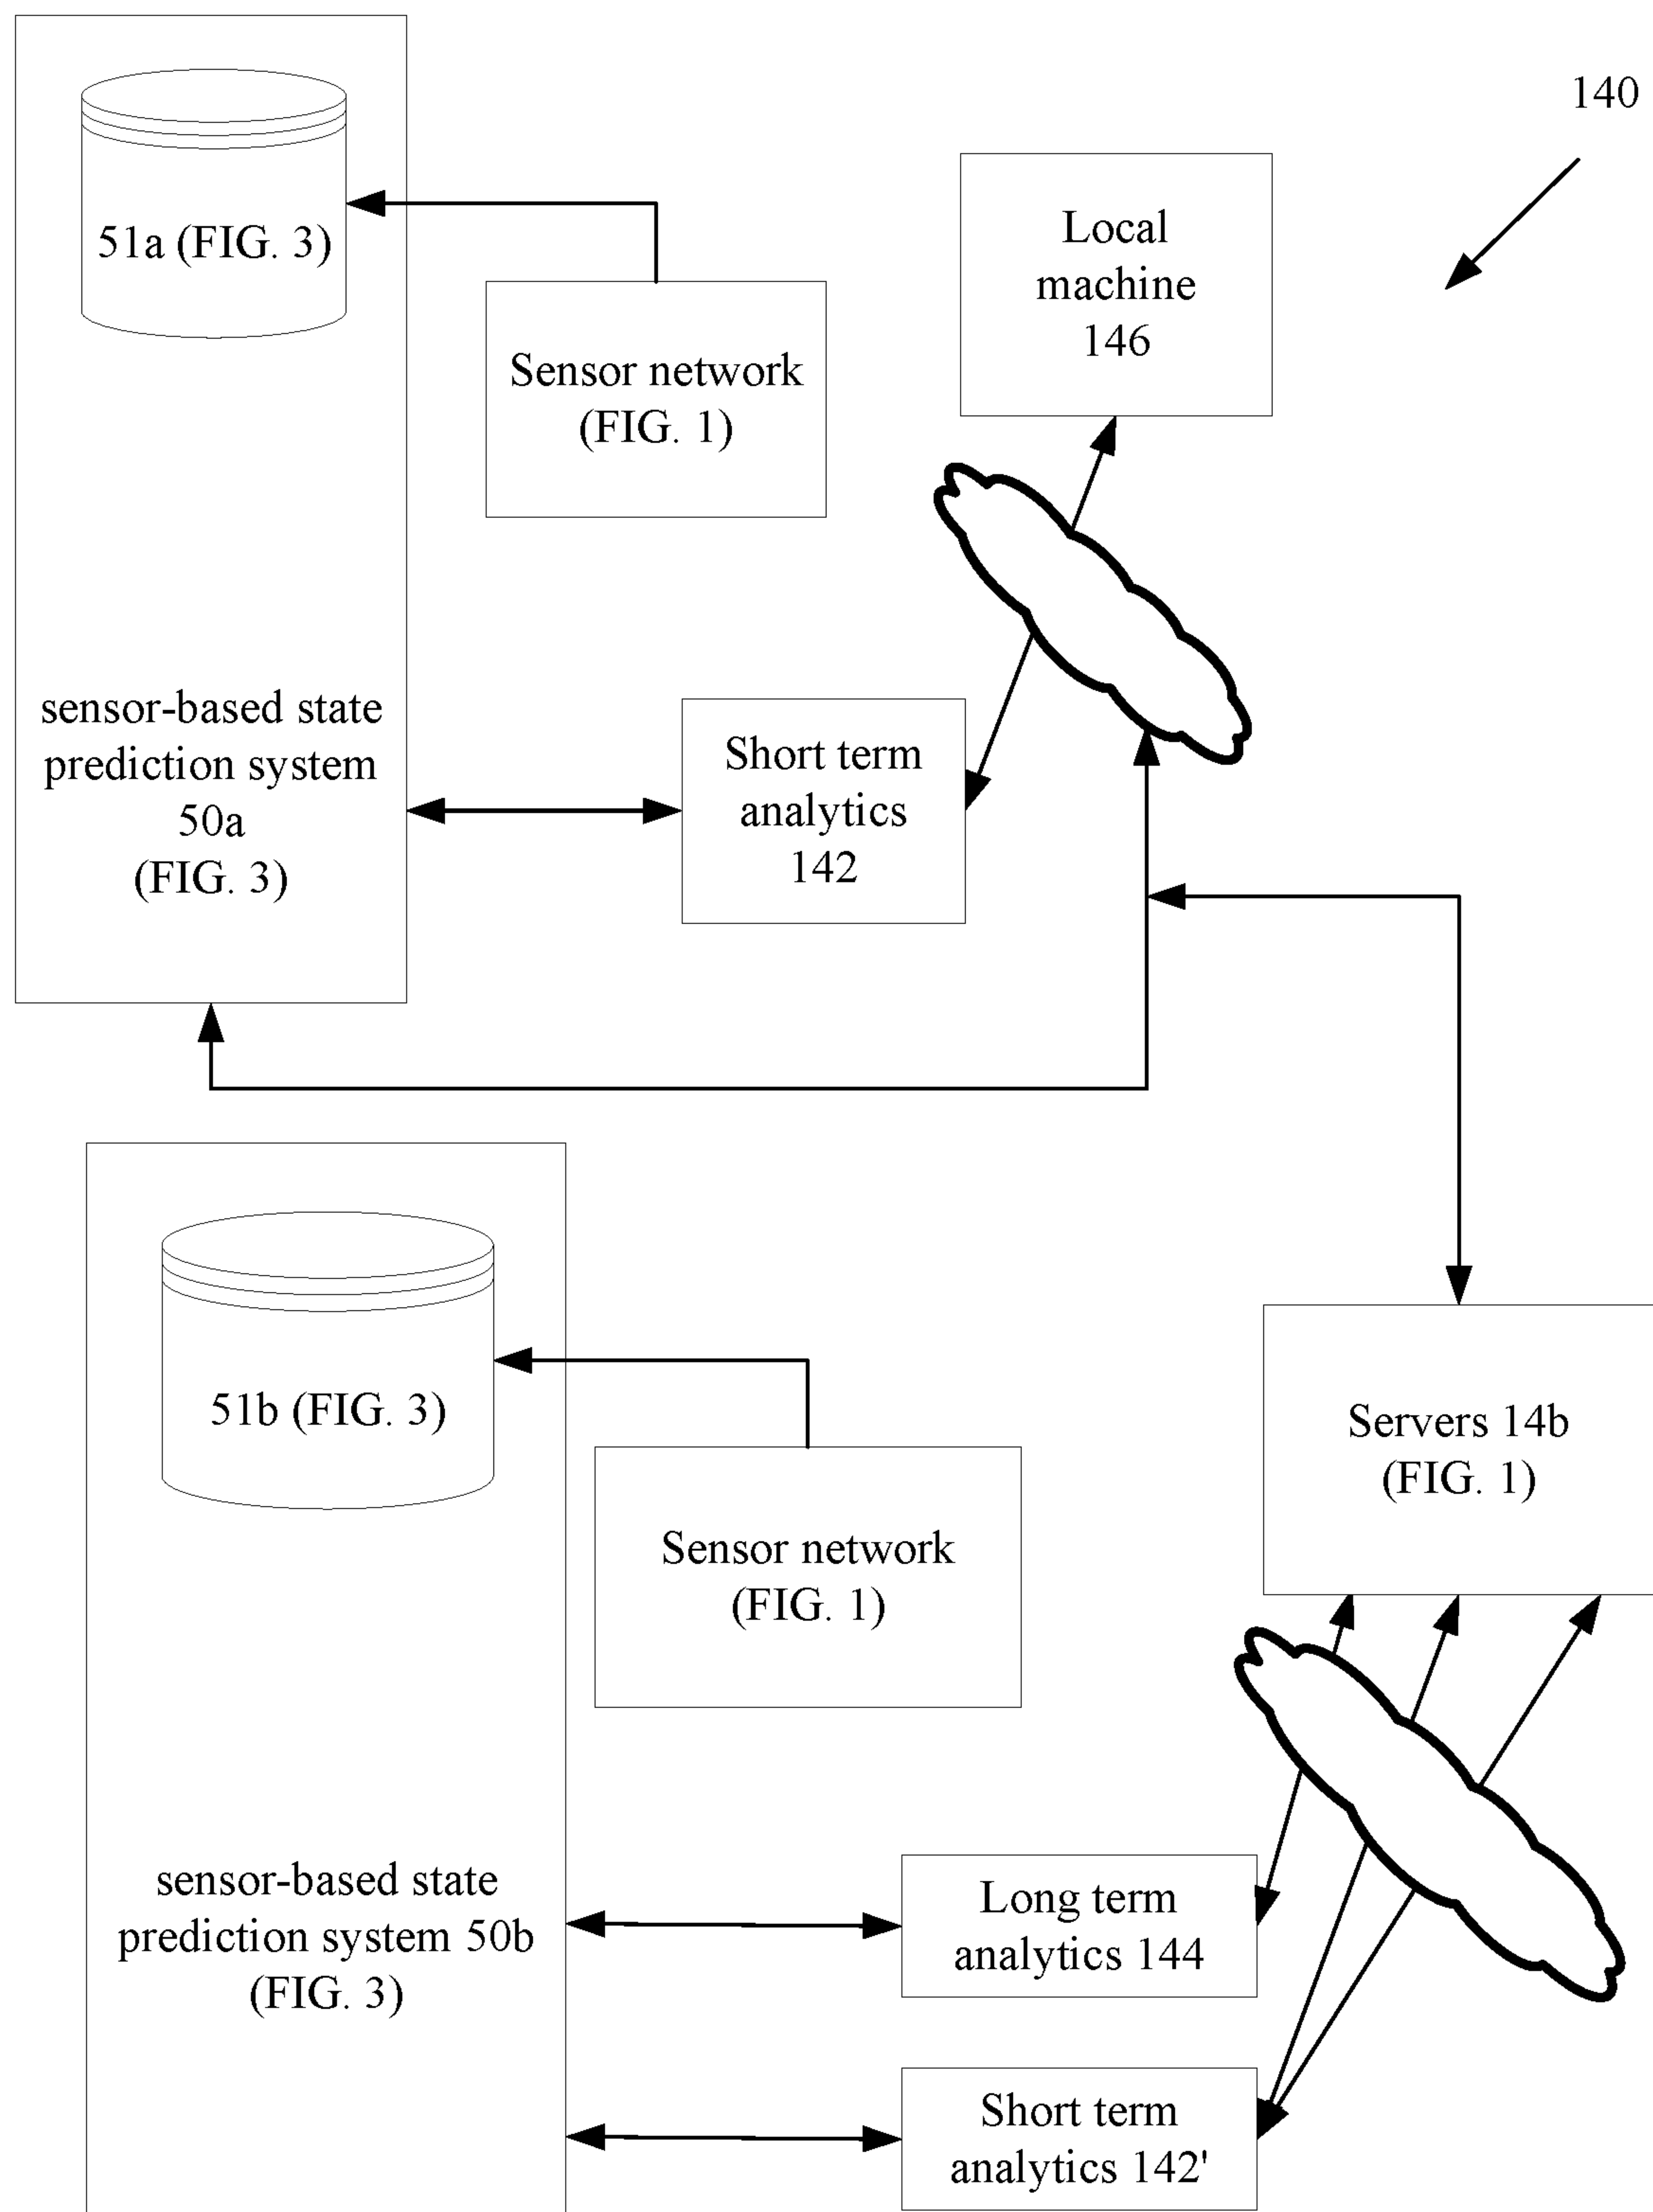 140
51a (FIG. 3)
Local
machine
146
Sensor network
(FIG. 1)
sensor-based state
prediction system
50a
(FIG. 3)
Short term
analytics
142
51b (FIG. 3)
Servers 14b
(FIG. 1)
Sensor network
(FIG. 1)
sensor-based state
prediction system 50b
(FIG. 3)
Long term
analytics 144
Short term
analytics 142'